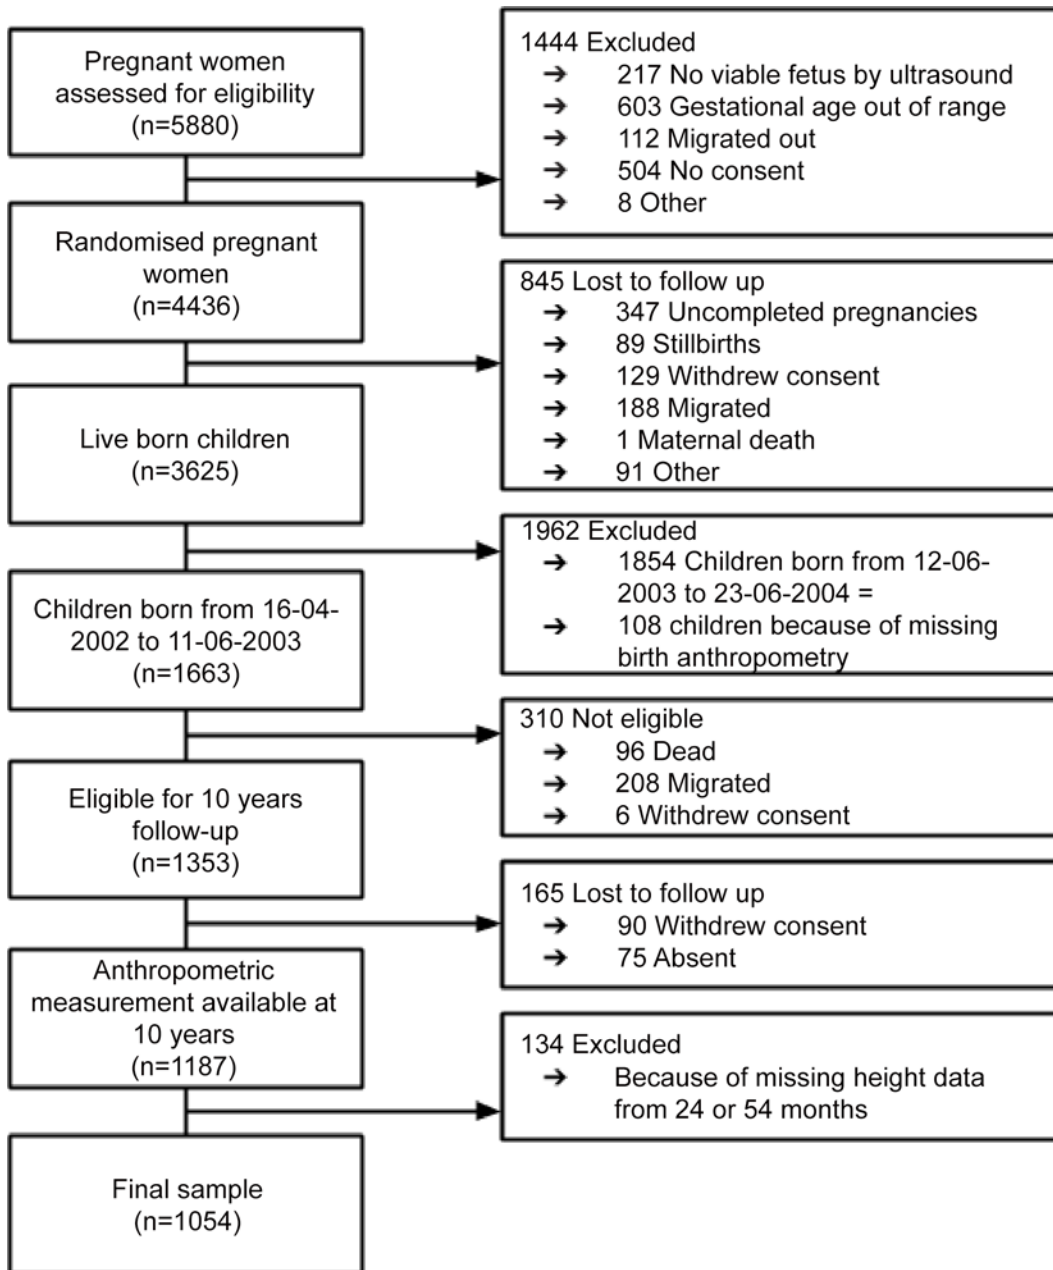 Pregnant women
assessed for eligibility
(n=5880)
1444 Excluded
➔ 217 No viable fetus by ultrasound
➔ 603 Gestational age out of range
➔ 112 Migrated out
➔ 504 No consent
➔ 8 Other
Randomised pregnant
women
(n=4436)
845 Lost to follow up
➔ 347 Uncompleted pregnancies
➔ 89 Stillbirths
➔ 129 Withdrew consent
➔ 188 Migrated
➔ 1 Maternal death
➔ 91 Other
Live born children
(n=3625)
1962 Excluded
➔ 1854 Children born from 12-06-
2003 to 23-06-2004 =
➔ 108 children because of missing
birth anthropometry
Children born from 16-04-
2002 to 11-06-2003
(n=1663)
310 Not eligible
➔ 96 Dead
➔ 208 Migrated
➔ 6 Withdrew consent
Eligible for 10 years
follow-up
(n=1353)
165 Lost to follow up
➔ 90 Withdrew consent
➔ 75 Absent
Anthropometric
measurement available at
10 years
(n=1187)
134 Excluded
➔ Because of missing height data
from 24 or 54 months
Final sample
(n=1054)